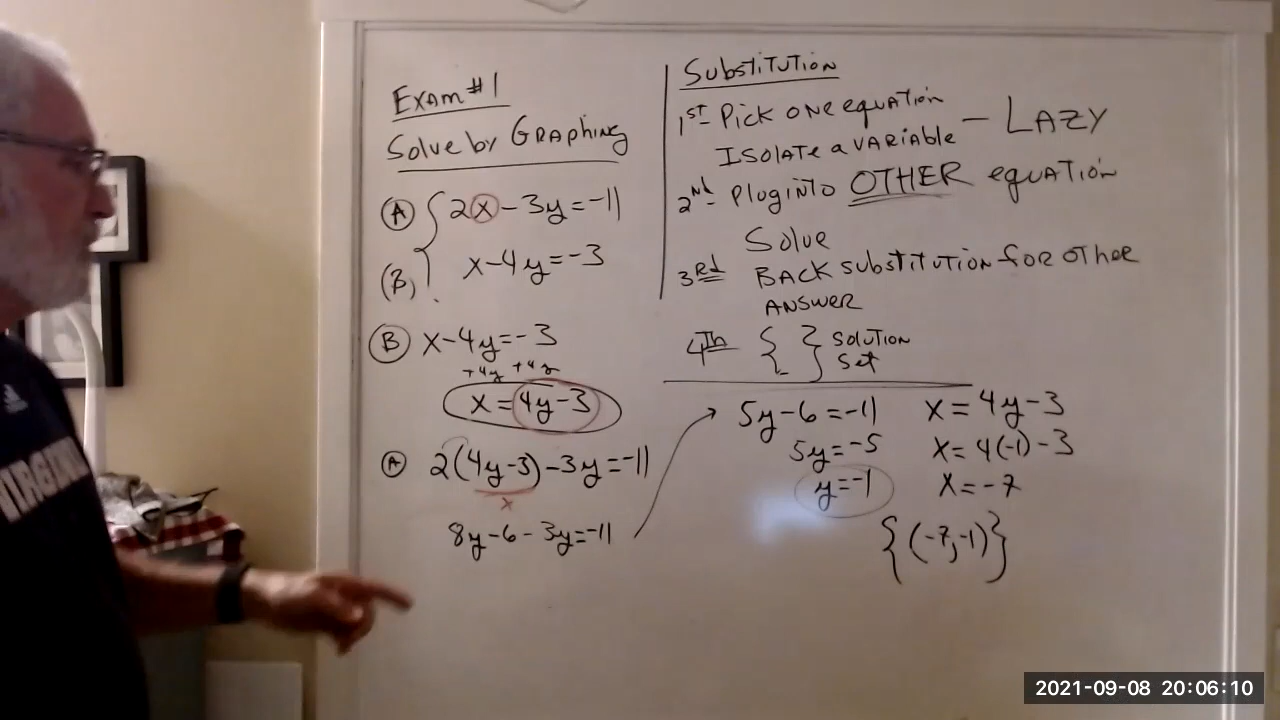 Exam #1
Solve by Graphing
(A) { 2x - 3y = -11
(B) x - 4y = -3
(B) x - 4y = -3
+4y +4y
x = 4y - 3
(A) 2(4y - 3) - 3y = -11
x
8y - 6 - 3y = -11
Substitution
1ST Pick one equation
Isolate a variable - LAZY
2nd Plug into OTHER equation
Solve
3rd Back substitution for other
Answer
4th { } Solution
Set
5y - 6 = -11
5y = -5
y = -1
x = 4y - 3
x = 4(-1) - 3
x = -7
{(-7, -1)}
VIRGINIA
2021-09-08 20:06:10